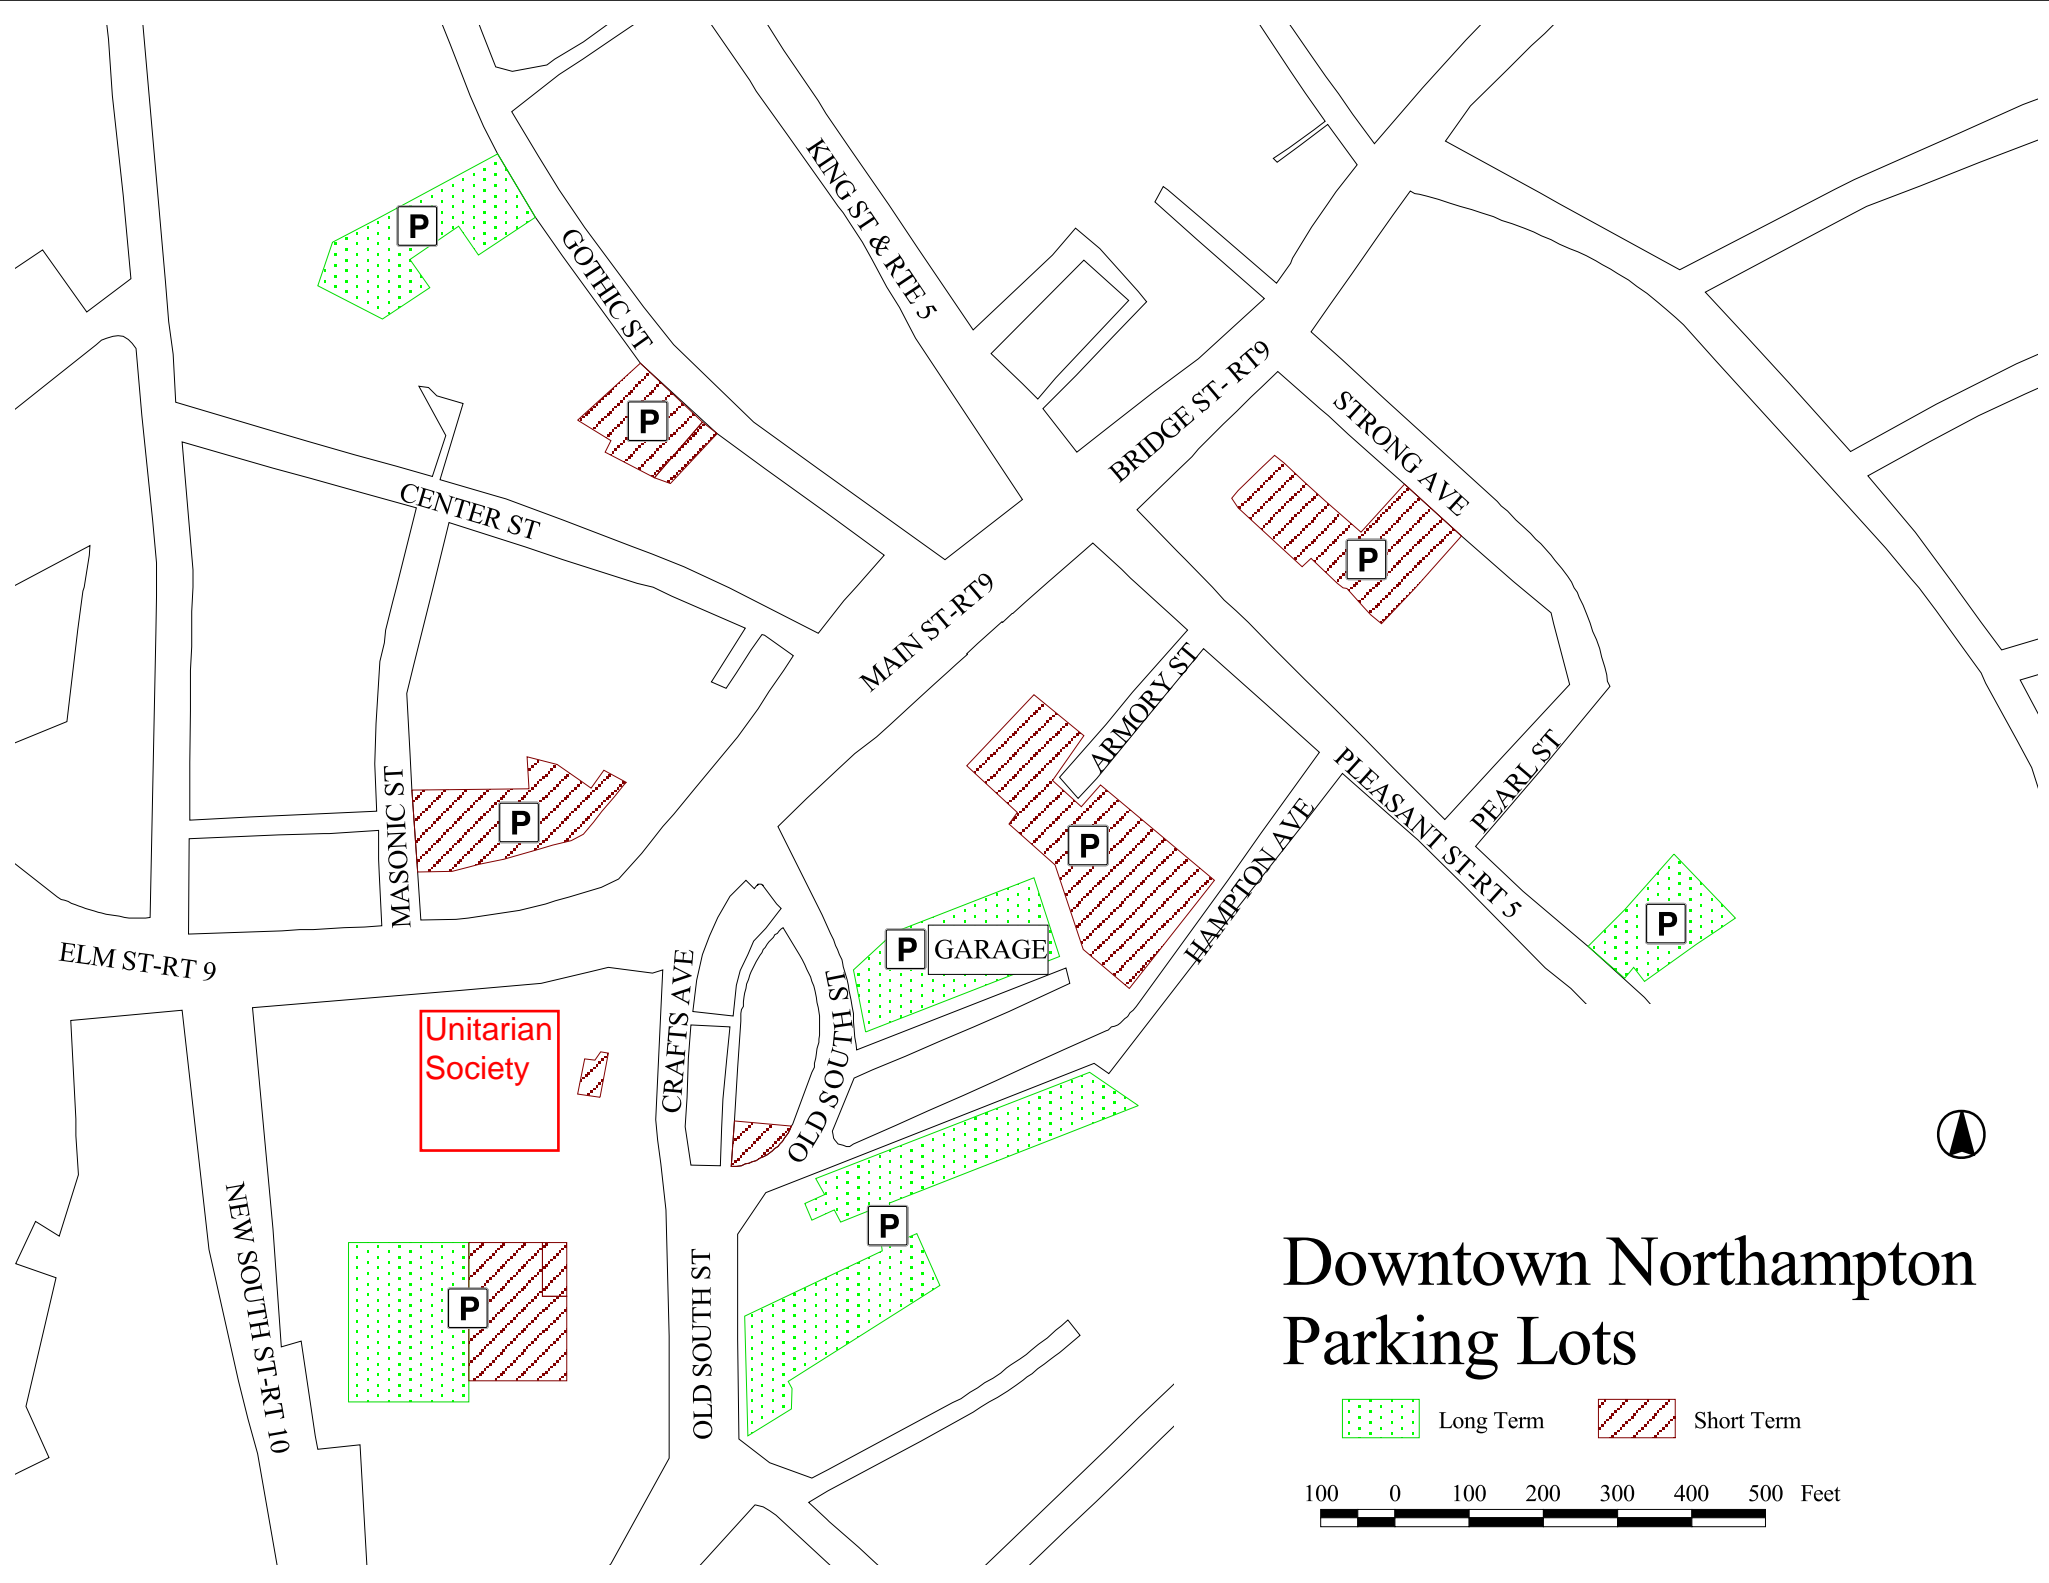 KING ST & RTE 5
P
GOTHIC ST
BRIDGE ST- RT9
STRONG AVE
P
CENTER ST
P
MAIN ST-RT9
ARMORY ST
PLEASANT ST-RT 5
PEARL ST
MASONIC ST
P
P
HAMPTON AVE
P
ELM ST-RT 9
P
GARAGE
CRAFTS AVE
OLD SOUTH ST
Unitarian
Society
NEW SOUTH ST-RT 10
P
P
OLD SOUTH ST
Downtown Northampton
Parking Lots
Long Term
Short Term
100 0 100 200 300 400 500 Feet